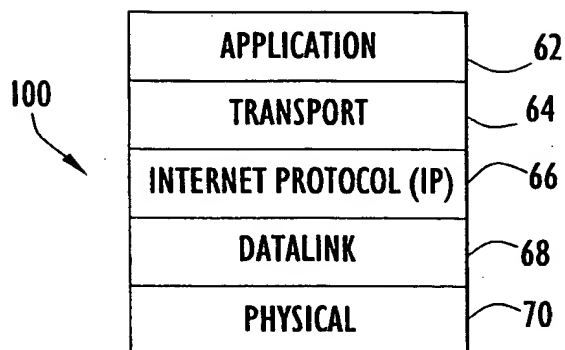 APPLICATION 62
100
TRANSPORT 64
INTERNET PROTOCOL (IP) 66
DATALINK 68
PHYSICAL 70